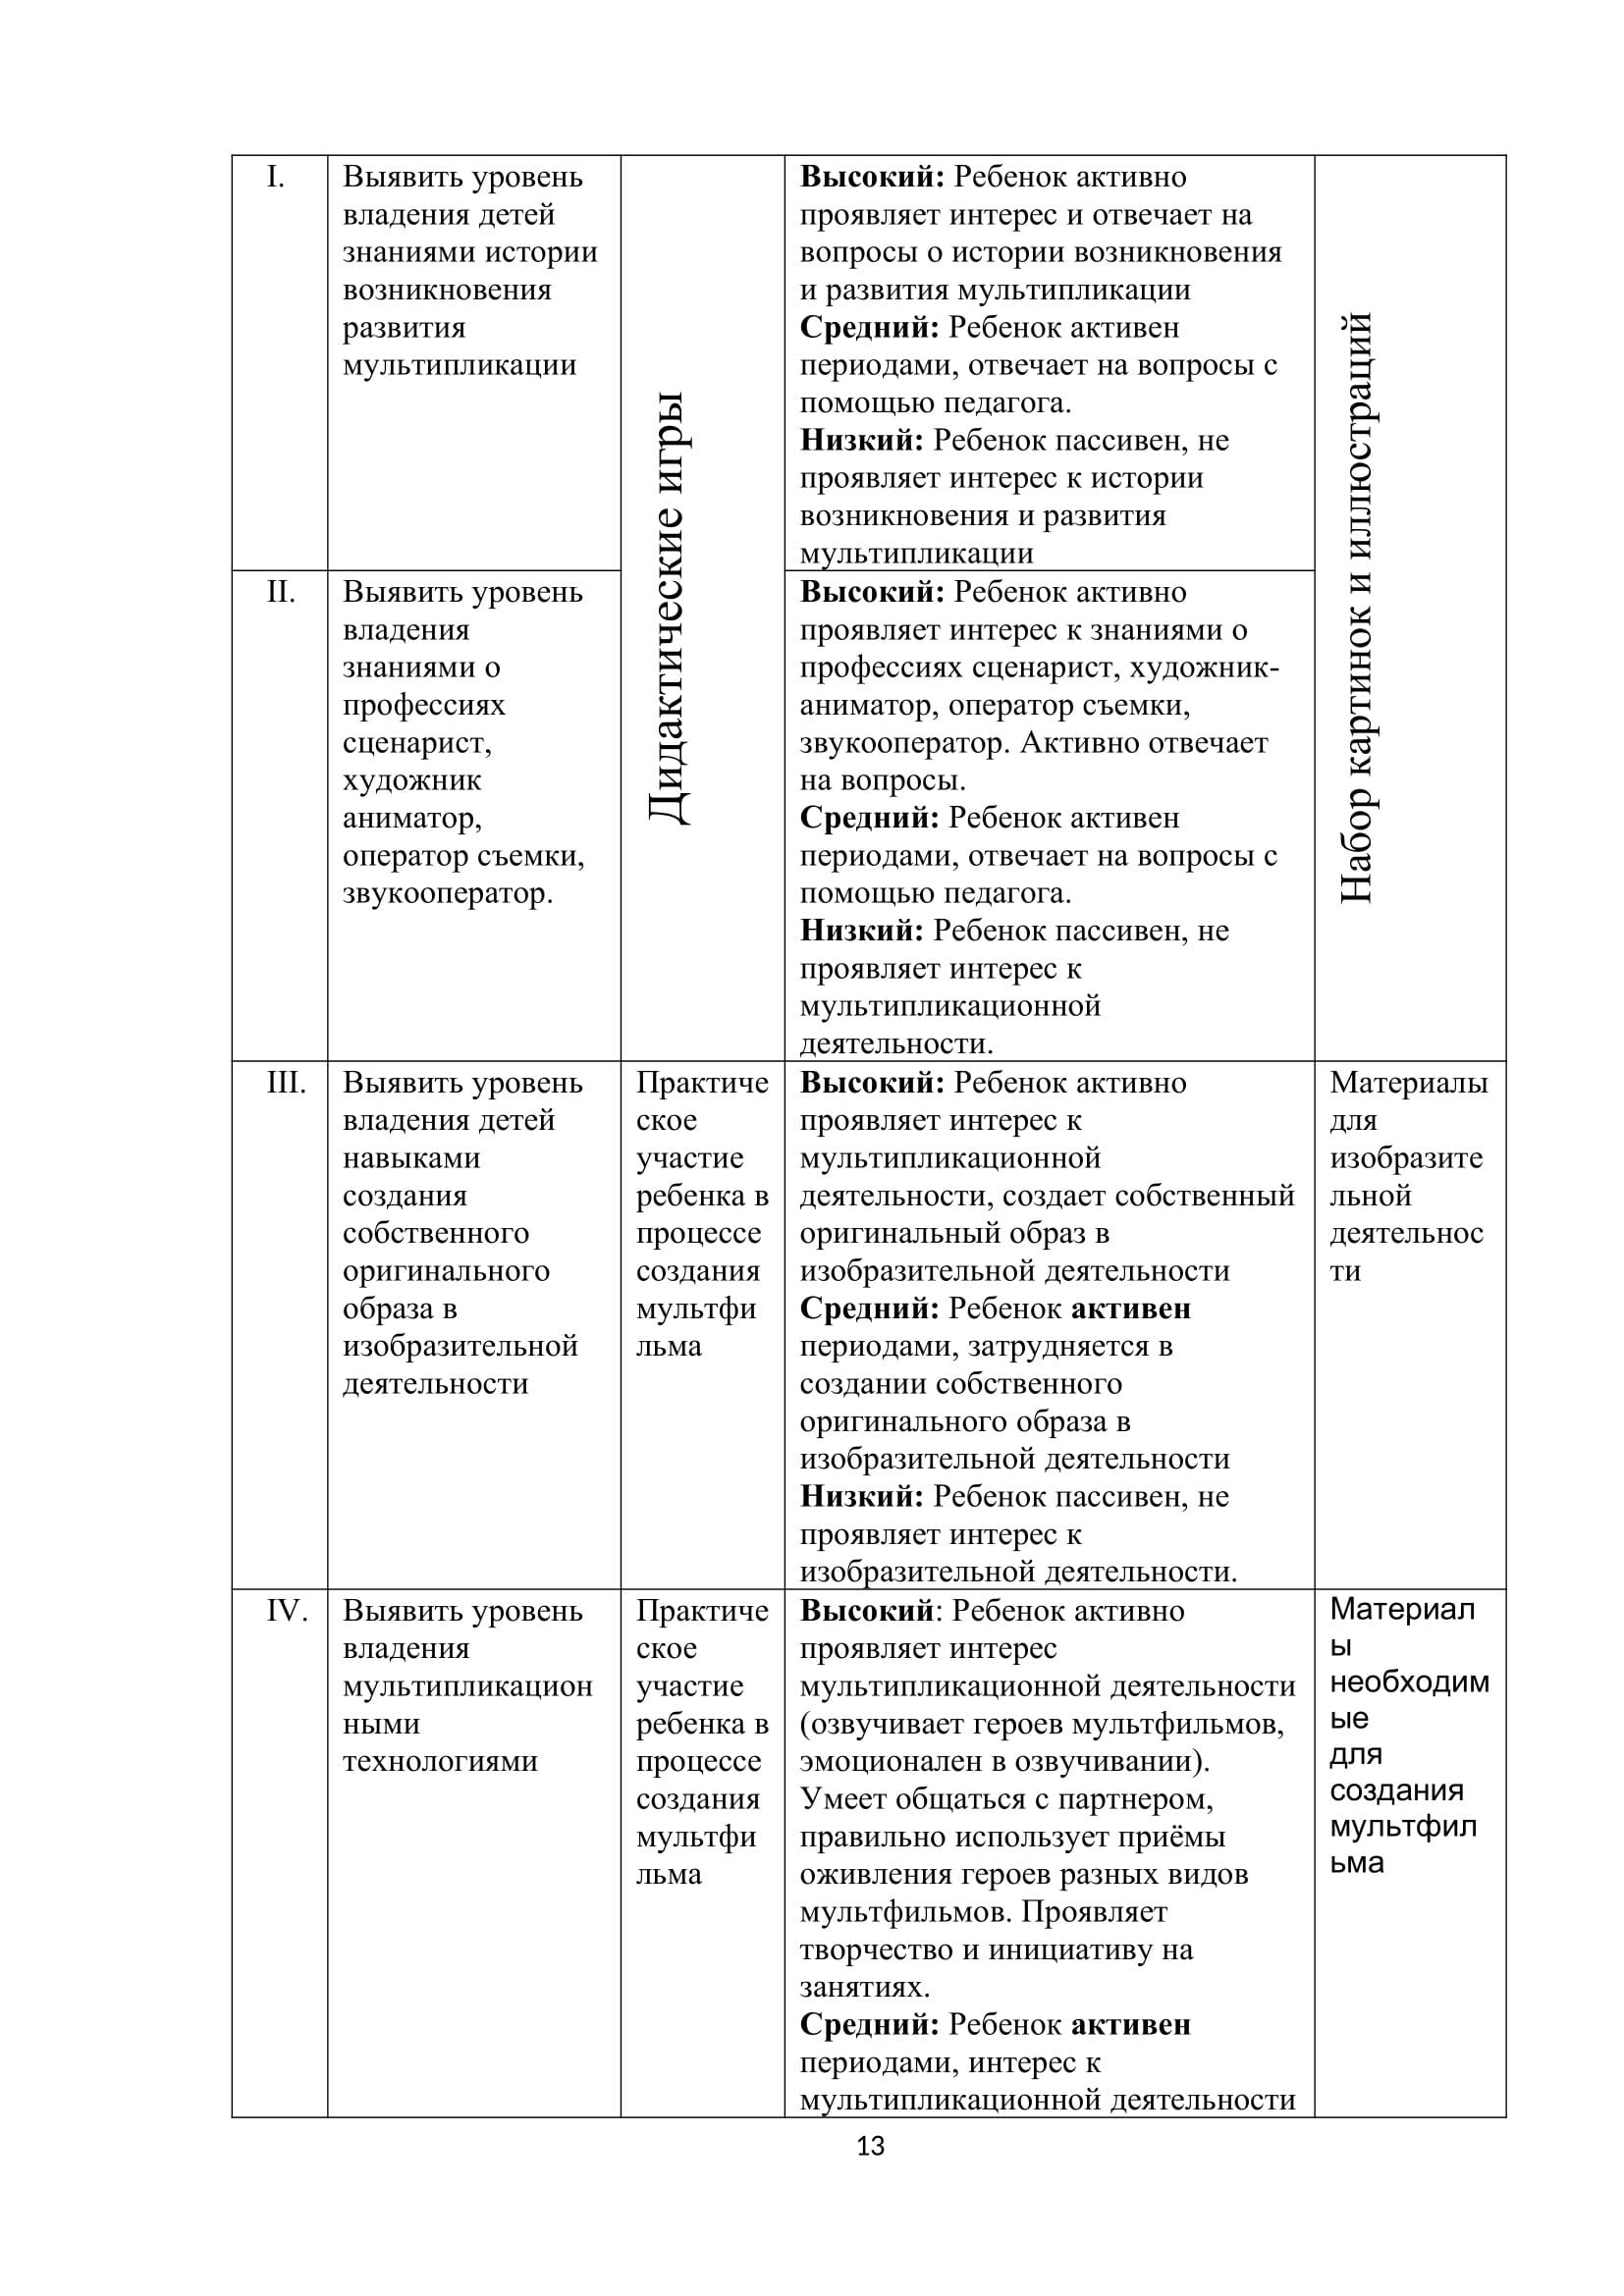 I.
Выявить уровень
владения детей
знаниями истории
возникновения
развития
мультипликации
Дидактические игры
Высокий: Ребенок активно
проявляет интерес и отвечает на
вопросы о истории возникновения
и развития мультипликации
Средний: Ребенок активен
периодами, отвечает на вопросы с
помощью педагога.
Низкий: Ребенок пассивен, не
проявляет интерес к истории
возникновения и развития
мультипликации
Набор картинок и иллюстраций
II.
Выявить уровень
владения
знаниями о
профессиях
сценарист,
художник
аниматор,
оператор съемки,
звукооператор.
Высокий: Ребенок активно
проявляет интерес к знаниями о
профессиях сценарист, художник-
аниматор, оператор съемки,
звукооператор. Активно отвечает
на вопросы.
Средний: Ребенок активен
периодами, отвечает на вопросы с
помощью педагога.
Низкий: Ребенок пассивен, не
проявляет интерес к
мультипликационной
деятельности.
III.
Выявить уровень
владения детей
навыками
создания
собственного
оригинального
образа в
изобразительной
деятельности
Практиче
ское
участие
ребенка в
процессе
создания
мультфи
льма
Высокий: Ребенок активно
проявляет интерес к
мультипликационной
деятельности, создает собственный
оригинальный образ в
изобразительной деятельности
Средний: Ребенок активен
периодами, затрудняется в
создании собственного
оригинального образа в
изобразительной деятельности
Низкий: Ребенок пассивен, не
проявляет интерес к
изобразительной деятельности.
Материалы
для
изобразите
льной
деятельнос
ти
IV.
Выявить уровень
владения
мультипликацион
ными
технологиями
Практиче
ское
участие
ребенка в
процессе
создания
мультфи
льма
Высокий: Ребенок активно
проявляет интерес
мультипликационной деятельности
(озвучивает героев мультфильмов,
эмоционален в озвучивании).
Умеет общаться с партнером,
правильно использует приёмы
оживления героев разных видов
мультфильмов. Проявляет
творчество и инициативу на
занятиях.
Средний: Ребенок активен
периодами, интерес к
мультипликационной деятельности
Материал
ы
необходим
ые
для
создания
мультфил
ьма
13